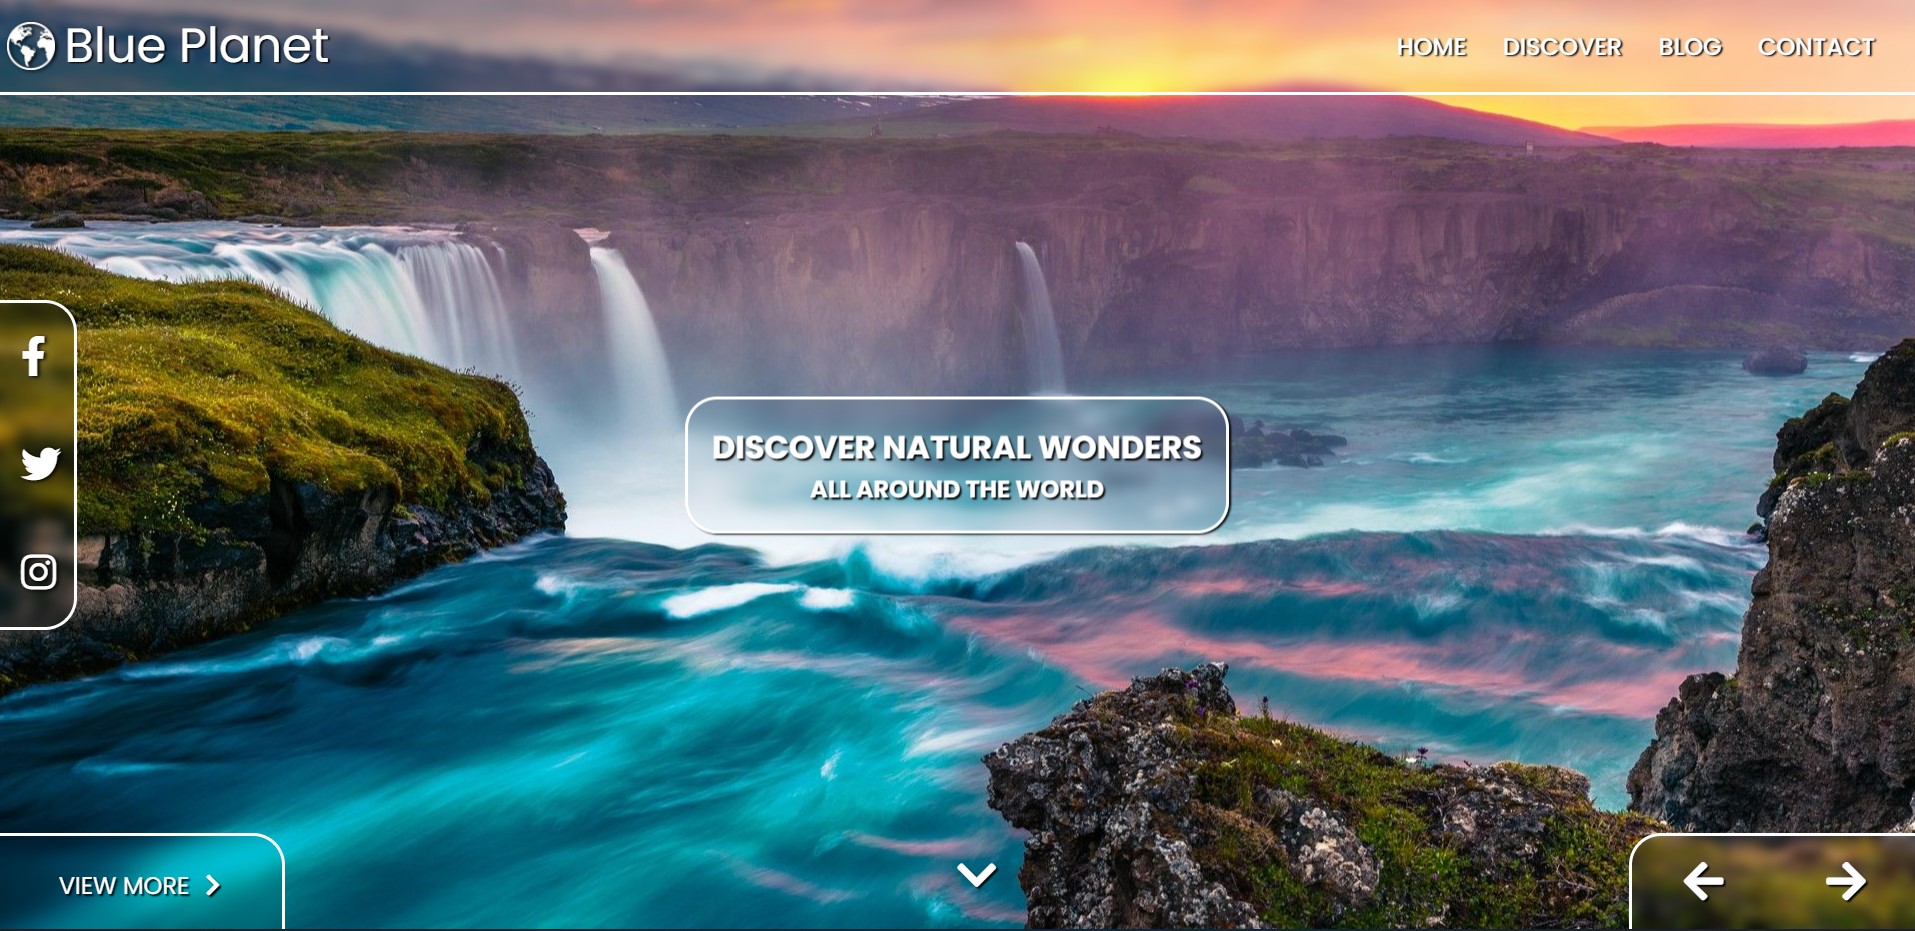 Blue Planet
HOME DISCOVER BLOG CONTACT
DISCOVER NATURAL WONDERS
ALL AROUND THE WORLD
VIEW MORE